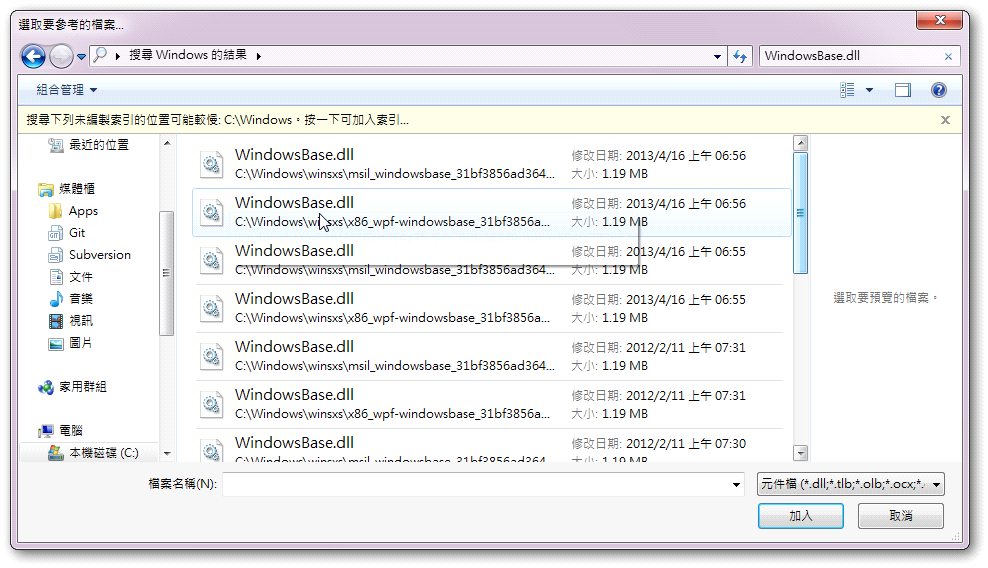 選取要參考的檔案...
搜尋 Windows 的結果
WindowsBase.dll
組合管理
搜尋下列未編製索引的位置可能較慢: C:\Windows。按一下可加入索引...
最近的位置
媒體櫃
Apps
Git
Subversion
文件
音樂
視訊
圖片
家用群組
電腦
本機磁碟 (C:)
WindowsBase.dll
修改日期: 2013/4/16 上午 06:56
C:\Windows\winsxs\msil_windowsbase_31bf3856ad364...
大小: 1.19 MB
WindowsBase.dll
修改日期: 2013/4/16 上午 06:56
C:\Windows\winsxs\x86_wpf-windowsbase_31bf3856a...
大小: 1.19 MB
WindowsBase.dll
修改日期: 2013/4/16 上午 06:55
C:\Windows\winsxs\msil_windowsbase_31bf3856ad364...
大小: 1.19 MB
WindowsBase.dll
修改日期: 2013/4/16 上午 06:55
C:\Windows\winsxs\x86_wpf-windowsbase_31bf3856a...
大小: 1.19 MB
WindowsBase.dll
修改日期: 2012/2/11 上午 07:31
C:\Windows\winsxs\msil_windowsbase_31bf3856ad364...
大小: 1.19 MB
WindowsBase.dll
修改日期: 2012/2/11 上午 07:31
C:\Windows\winsxs\x86_wpf-windowsbase_31bf3856a...
大小: 1.19 MB
WindowsBase.dll
修改日期: 2012/2/11 上午 07:30
C:\Windows\winsxs\msil_windowsbase_31bf3856ad364...
大小: 1.19 MB
選取要預覽的檔案。
檔案名稱(N):
元件檔 (*.dll;*.tlb;*.olb;*.ocx;*.
加入
取消